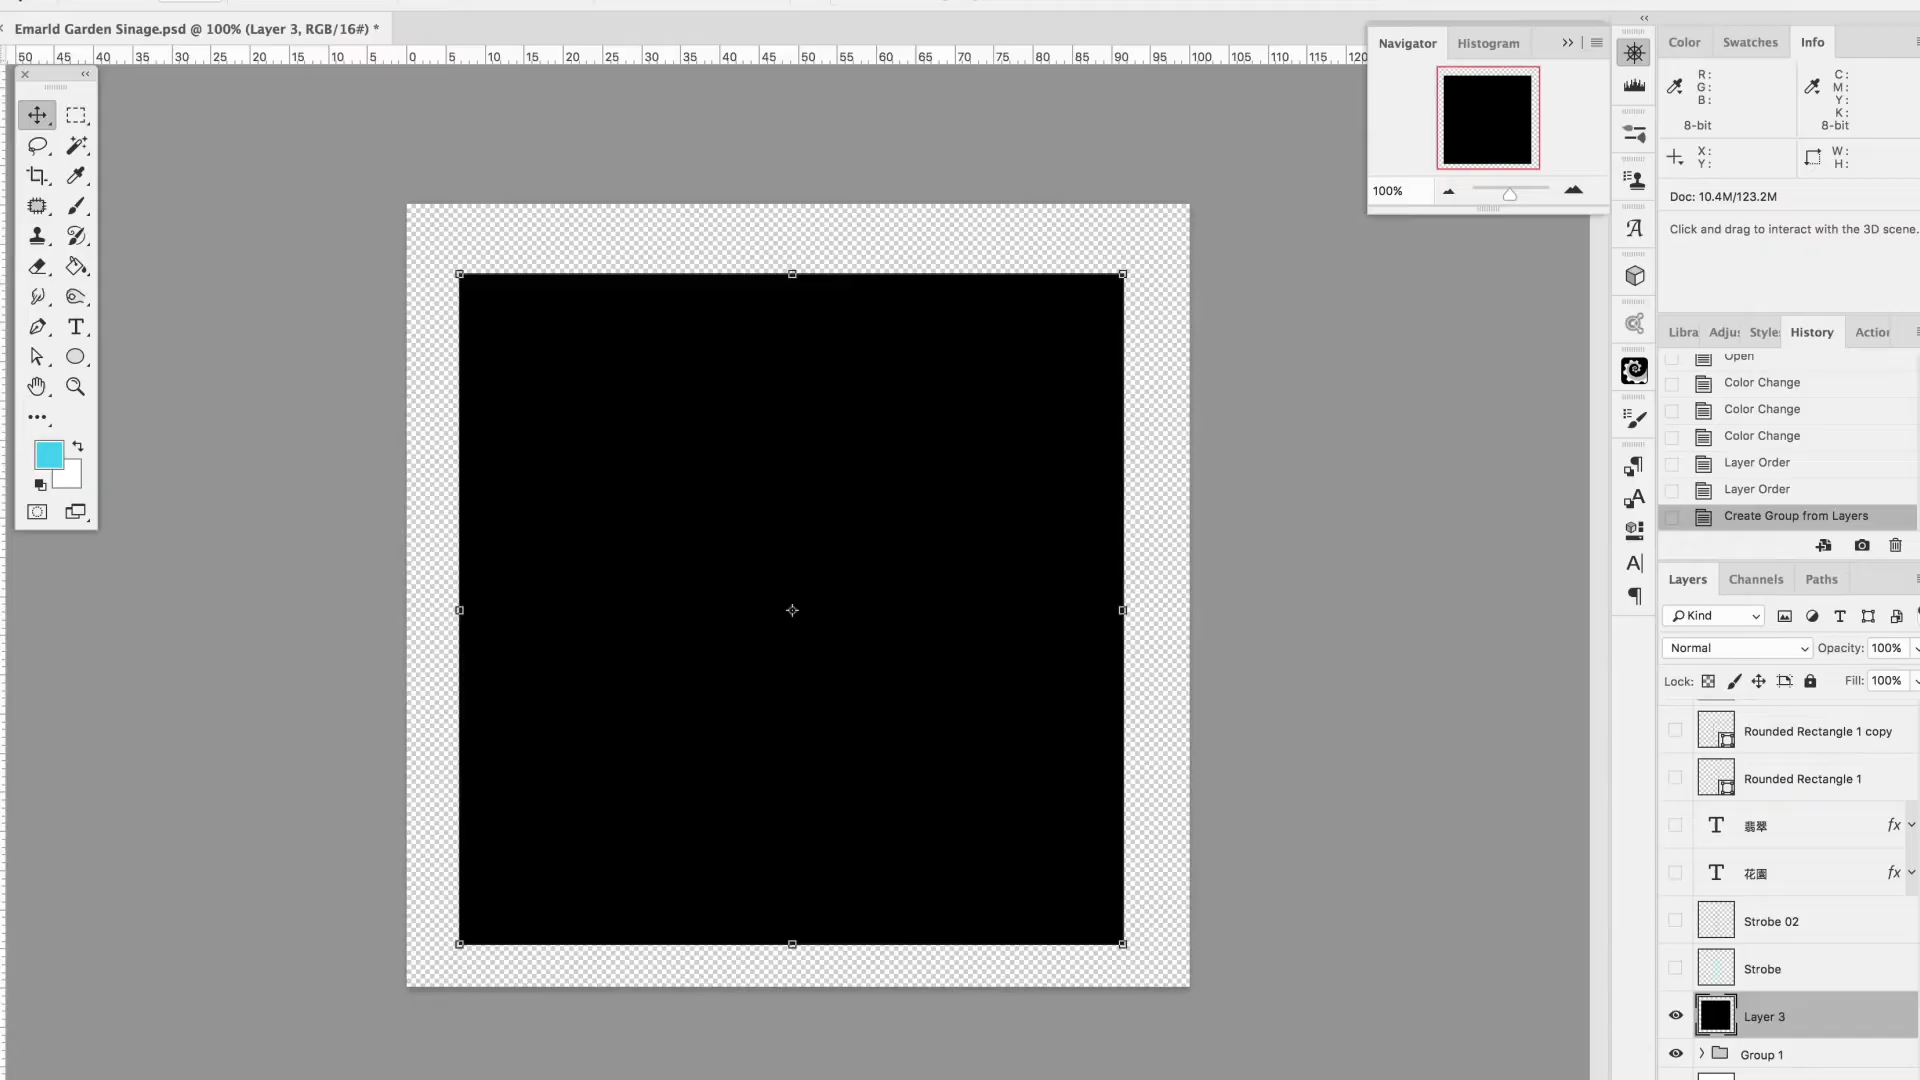 Emarld Garden Sinage.psd @ 100% (Layer 3, RGB/16#) *
50 45 40 35 30 25 20 15 10 5 0 5 10 15 20 25 30 35 40 45 50 55 60 65 70 75 80 85 90 95 100 105 110 115 120
Navigator Histogram
100%
Color Swatches Info
R: C:
G: M:
B: Y:
K:
8-bit 8-bit
X: W:
Y: H:
Doc: 10.4M/123.2M
Click and drag to interact with the 3D scene.
Libra Adju Style History Action
Open
Color Change
Color Change
Color Change
Layer Order
Layer Order
Create Group from Layers
Layers Channels Paths
Kind
Normal Opacity: 100%
Lock: Fill: 100%
Rounded Rectangle 1 copy
Rounded Rectangle 1
翡翠 fx
花園 fx
Strobe 02
Strobe
Layer 3
Group 1